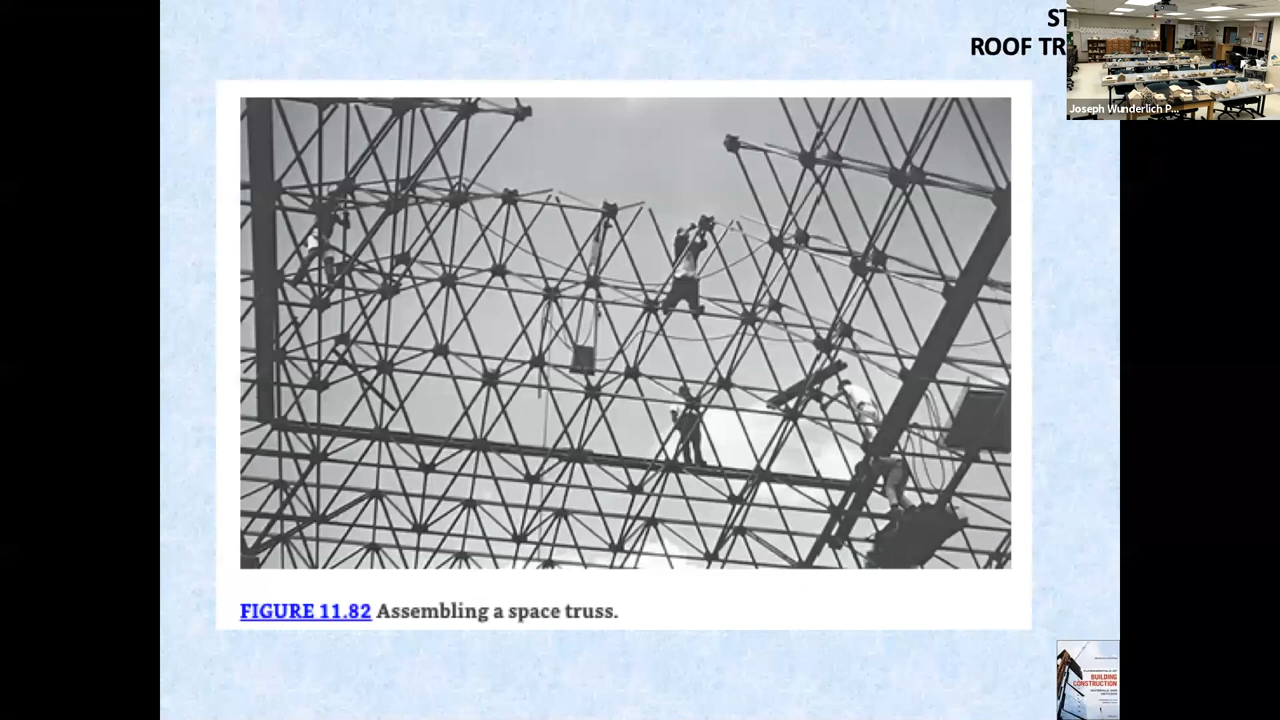 ST
ROOF TR
Joseph Wunderlich P...
FIGURE 11.82 Assembling a space truss.
BUILDING
CONSTRUCTION